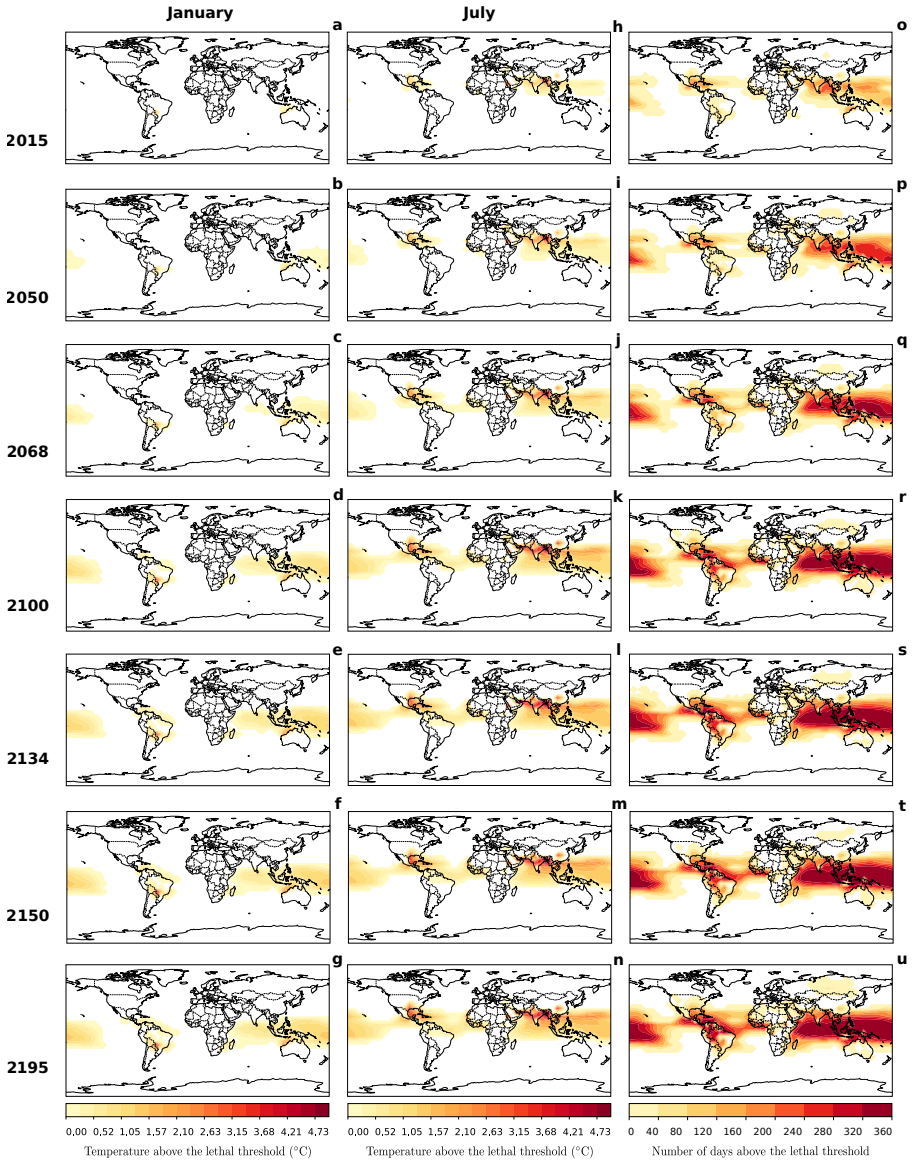 January July
a h o
2015
b i p
2050
c j q
2068
d k r
2100
e l s
2134
f m t
2150
g n u
2195
0,00 0,52 1,05 1,57 2,10 2,63 3,15 3,68 4,21 4,73 0,00 0,52 1,05 1,57 2,10 2,63 3,15 3,68 4,21 4,73 0 40 80 120 160 200 240 280 320 360
Temperature above the lethal threshold (°C) Temperature above the lethal threshold (°C) Number of days above the lethal threshold